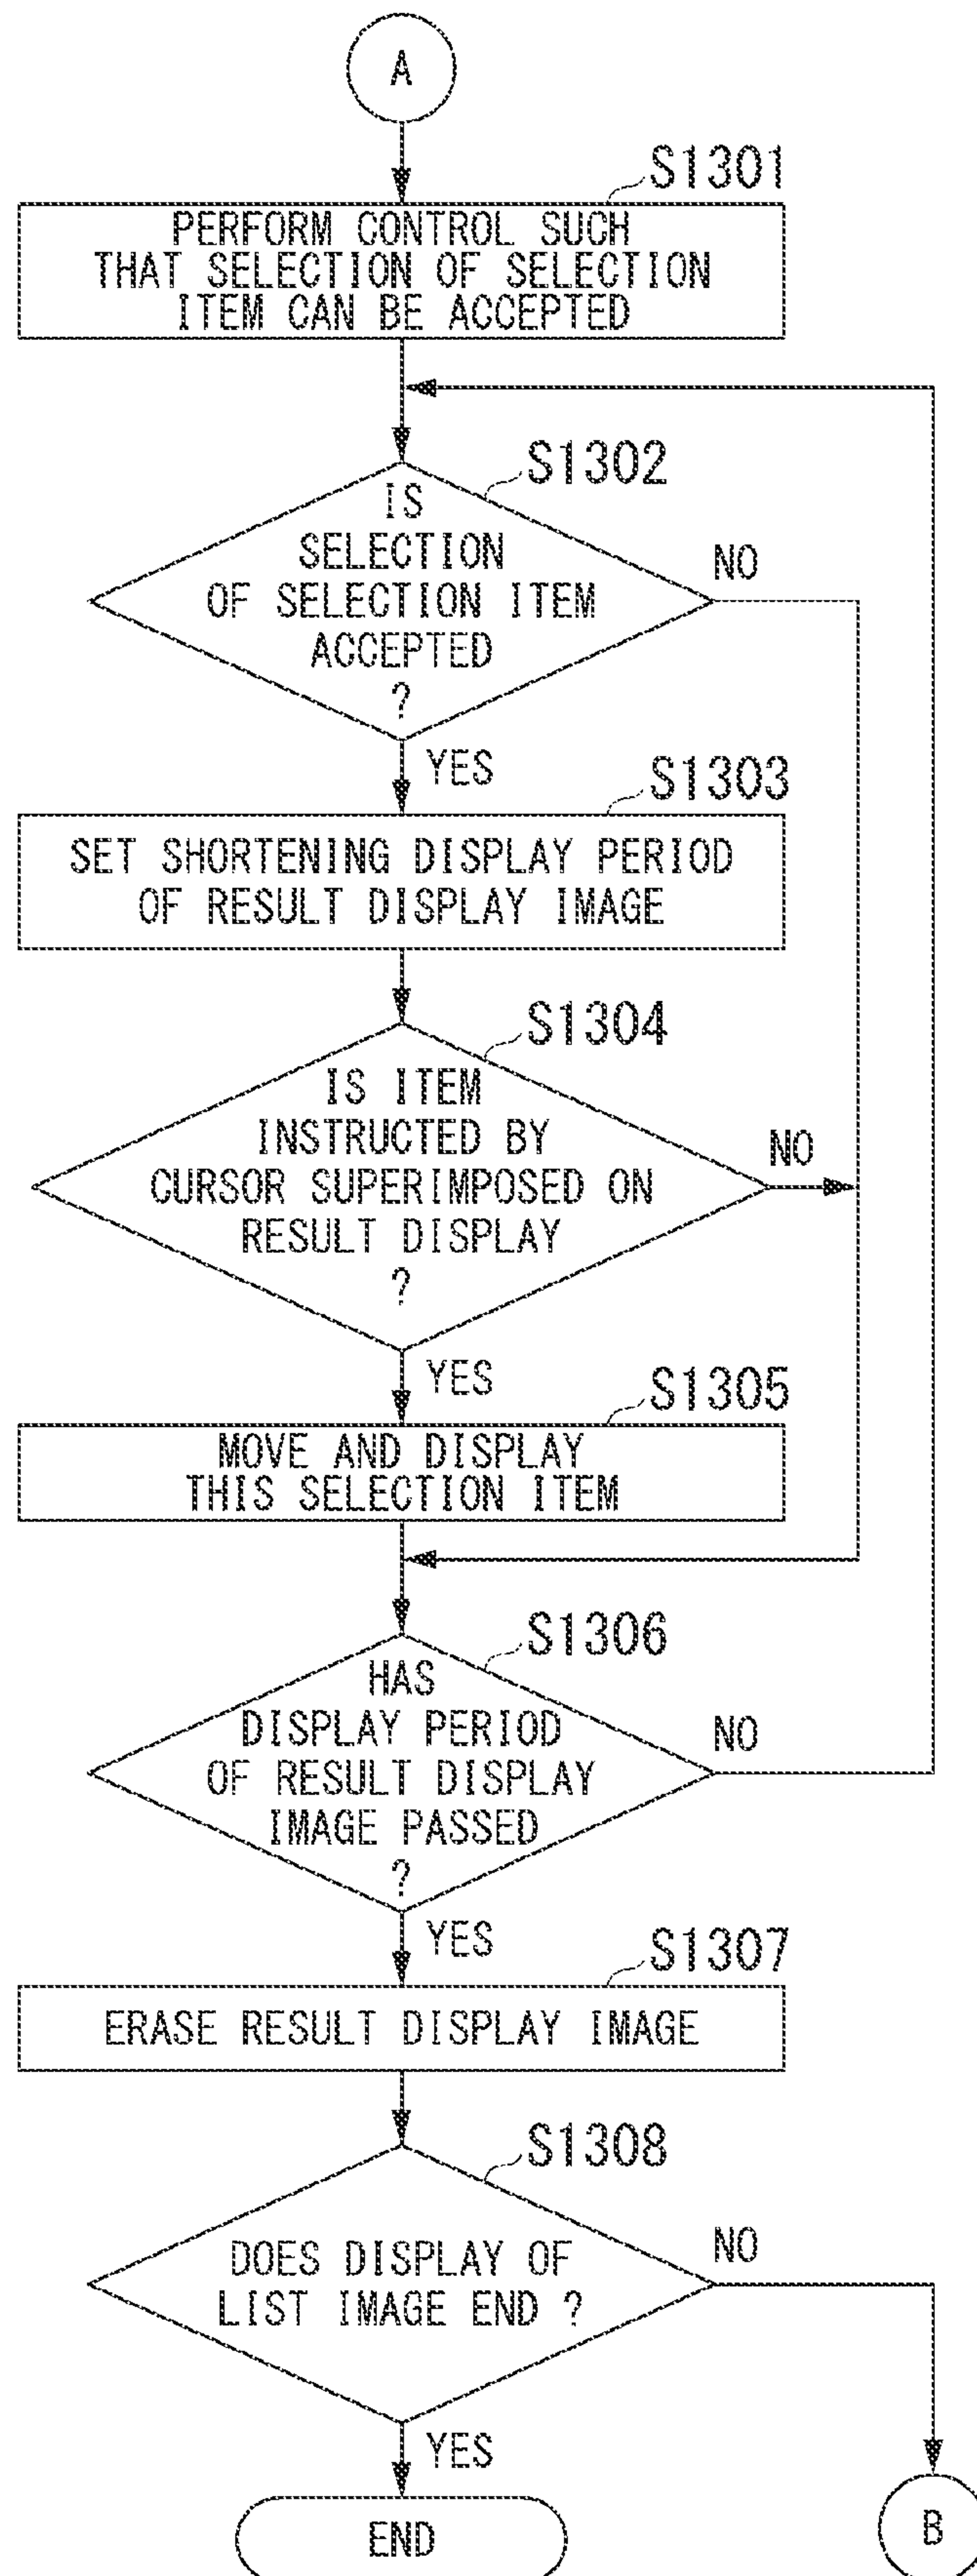 A
S1301
PERFORM CONTROL SUCH
THAT SELECTION OF SELECTION
ITEM CAN BE ACCEPTED
S1302
IS
SELECTION
OF SELECTION ITEM
ACCEPTED
?
NO
YES
S1303
SET SHORTENING DISPLAY PERIOD
OF RESULT DISPLAY IMAGE
S1304
IS ITEM
INSTRUCTED BY
CURSOR SUPERIMPOSED ON
RESULT DISPLAY
?
NO
YES
S1305
MOVE AND DISPLAY
THIS SELECTION ITEM
S1306
HAS
DISPLAY PERIOD
OF RESULT DISPLAY
IMAGE PASSED
?
NO
YES
S1307
ERASE RESULT DISPLAY IMAGE
S1308
DOES DISPLAY OF
LIST IMAGE END ?
NO
YES
END
B